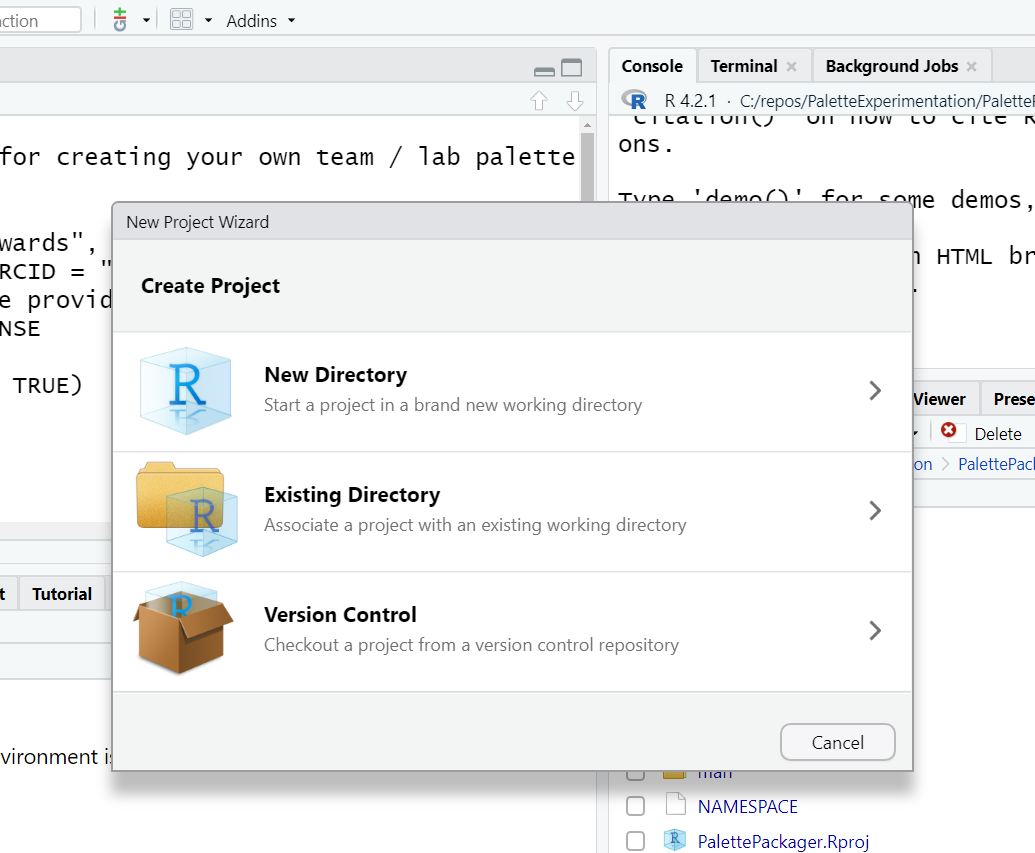 ction
Git
Addins
Console
Terminal
Background Jobs
R 4.2.1 · C:/repos/PaletteExperimentation/PaletteP
'citation()' on how to cite R
ons.
Type 'demo()' for some demos,
HTML br
.
for creating your own team / lab palette
wards",
RCID = "
e provid
NSE
TRUE)
New Project Wizard
Create Project
New Directory
Start a project in a brand new working directory
Existing Directory
Associate a project with an existing working directory
Version Control
Checkout a project from a version control repository
Cancel
Viewer
Prese
Delete
on
PalettePack
t
Tutorial
vironment is
man
NAMESPACE
PalettePackager.Rproj